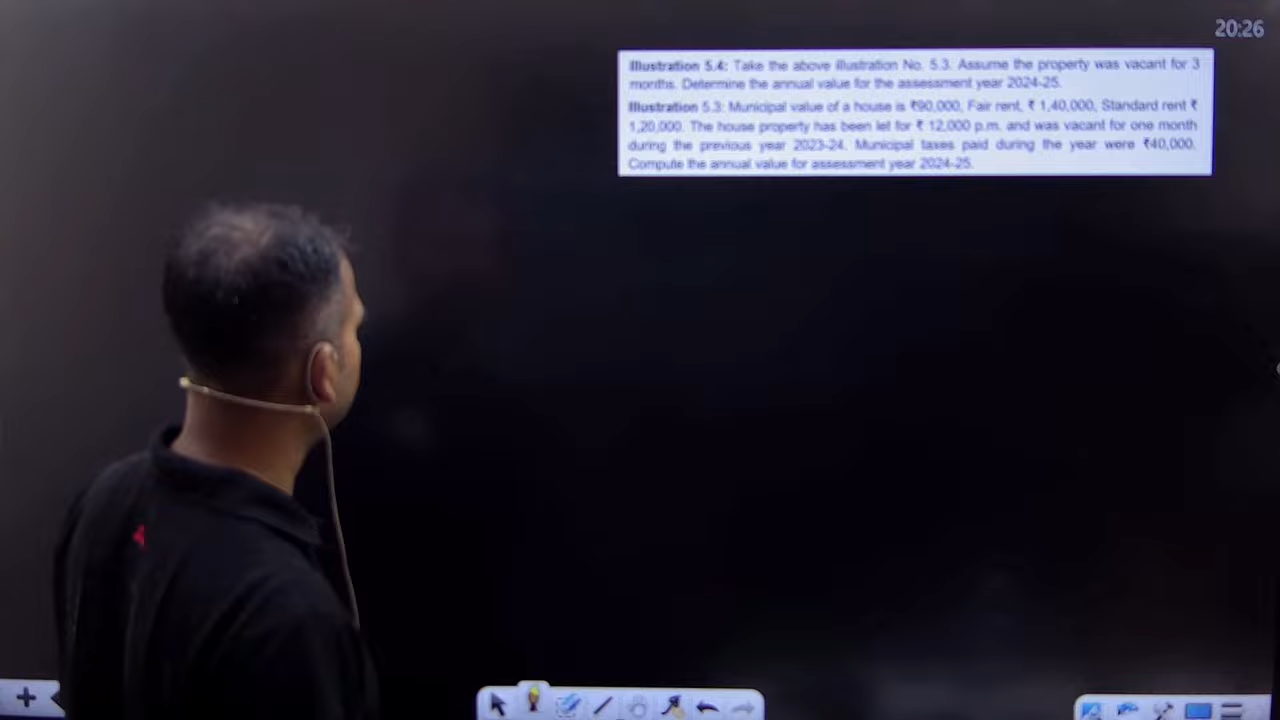 20:26
Illustration 5.4: Take the above illustration No. 5.3. Assume the property was vacant for 3
months. Determine the annual value for the assessment year 2024-25.
Illustration 5.3: Municipal value of a house is ₹90,000, Fair rent, ₹ 1,40,000, Standard rent ₹
1,20,000. The house property has been let for ₹ 12,000 p.m. and was vacant for one month
during the previous year 2023-24. Municipal taxes paid during the year were ₹40,000.
Compute the annual value for assessment year 2024-25.